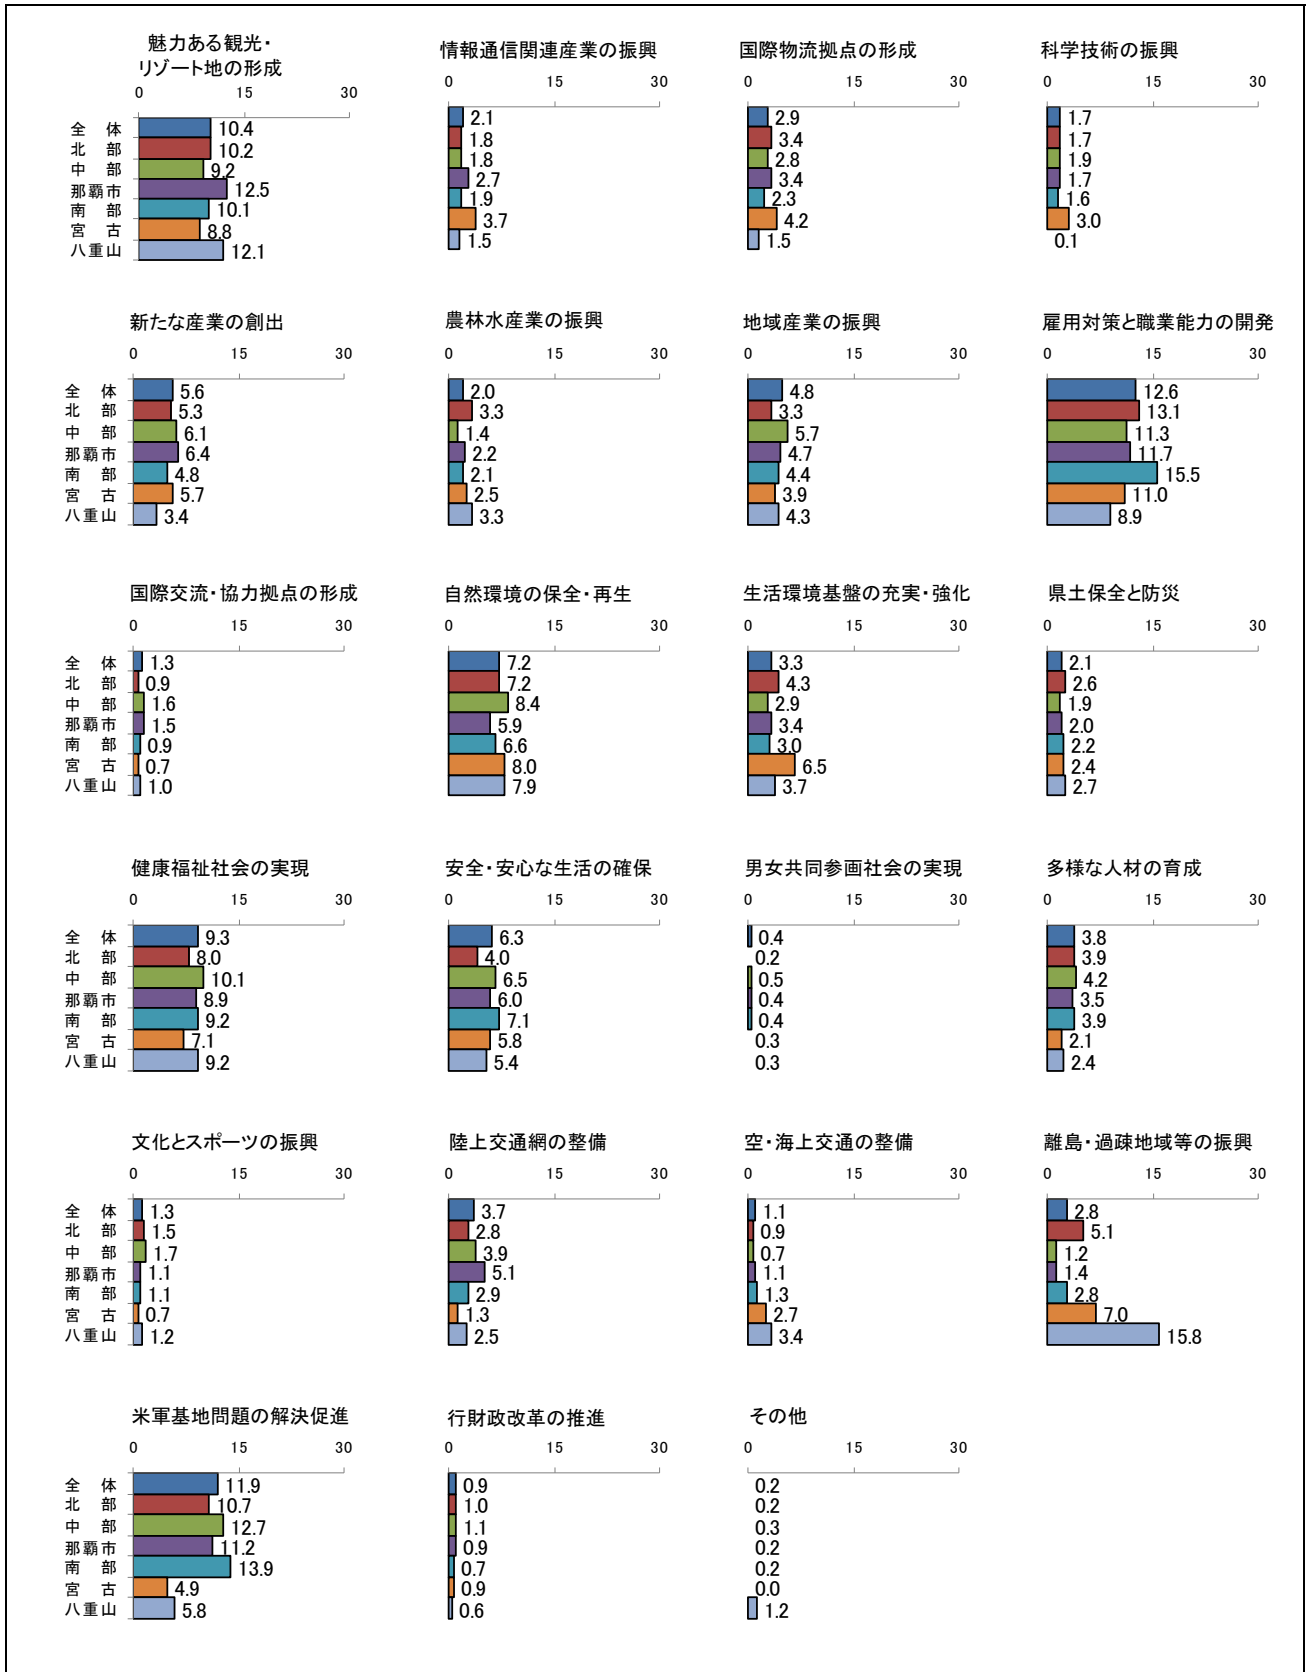 魅力ある観光・
リゾート地の形成
0 15 30
全体 10.4
北部 10.2
中部 9.2
那覇市 12.5
南部 10.1
宮古 8.8
八重山 12.1
情報通信関連産業の振興
0 15 30
2.1
1.8
1.8
2.7
1.9
3.7
1.5
国際物流拠点の形成
0 15 30
2.9
3.4
2.8
3.4
2.3
4.2
1.5
科学技術の振興
0 15 30
1.7
1.7
1.9
1.7
1.6
3.0
0.1
新たな産業の創出
0 15 30
全体 5.6
北部 5.3
中部 6.1
那覇市 6.4
南部 4.8
宮古 5.7
八重山 3.4
農林水産業の振興
0 15 30
2.0
3.3
1.4
2.2
2.1
2.5
3.3
地域産業の振興
0 15 30
4.8
3.3
5.7
4.7
4.4
3.9
4.3
雇用対策と職業能力の開発
0 15 30
12.6
13.1
11.3
11.7
15.5
11.0
8.9
国際交流・協力拠点の形成
0 15 30
全体 1.3
北部 0.9
中部 1.6
那覇市 1.5
南部 0.9
宮古 0.7
八重山 1.0
自然環境の保全・再生
0 15 30
7.2
7.2
8.4
5.9
6.6
8.0
7.9
生活環境基盤の充実・強化
0 15 30
3.3
4.3
2.9
3.4
3.0
6.5
3.7
県土保全と防災
0 15 30
2.1
2.6
1.9
2.0
2.2
2.4
2.7
健康福祉社会の実現
0 15 30
全体 9.3
北部 8.0
中部 10.1
那覇市 8.9
南部 9.2
宮古 7.1
八重山 9.2
安全・安心な生活の確保
0 15 30
6.3
4.0
6.5
6.0
7.1
5.8
5.4
男女共同参画社会の実現
0 15 30
0.4
0.2
0.5
0.4
0.4
0.3
0.3
多様な人材の育成
0 15 30
3.8
3.9
4.2
3.5
3.9
2.1
2.4
文化とスポーツの振興
0 15 30
全体 1.3
北部 1.5
中部 1.7
那覇市 1.1
南部 1.1
宮古 0.7
八重山 1.2
陸上交通網の整備
0 15 30
3.7
2.8
3.9
5.1
2.9
1.3
2.5
空・海上交通の整備
0 15 30
1.1
0.9
0.7
1.1
1.3
2.7
3.4
離島・過疎地域等の振興
0 15 30
2.8
5.1
1.2
1.4
2.8
7.0
15.8
米軍基地問題の解決促進
0 15 30
全体 11.9
北部 10.7
中部 12.7
那覇市 11.2
南部 13.9
宮古 4.9
八重山 5.8
行財政改革の推進
0 15 30
0.9
1.0
1.1
0.9
0.7
0.9
0.6
その他
0 15 30
0.2
0.2
0.3
0.2
0.2
0.0
1.2